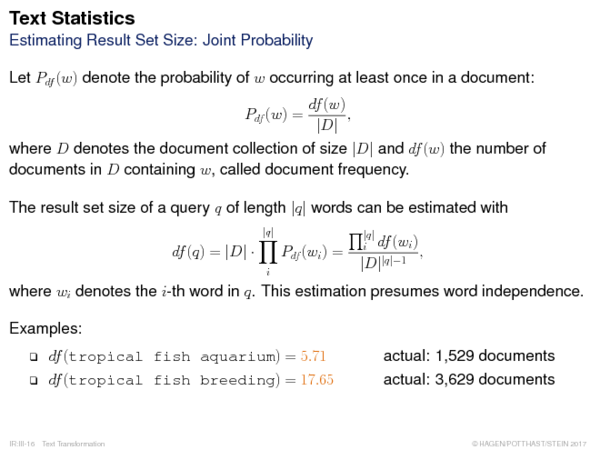 Text Statistics
Estimating Result Set Size: Joint Probability
Let P_df(w) denote the probability of w occurring at least once in a document:
P_df(w) = df(w) / |D|,
where D denotes the document collection of size |D| and df(w) the number of
documents in D containing w, called document frequency.
The result set size of a query q of length |q| words can be estimated with
df(q) = |D| · ∏_i^|q| P_df(w_i) = ∏_i^|q| df(w_i) / |D|^(|q|−1),
where w_i denotes the i-th word in q. This estimation presumes word independence.
Examples:
❑ df(tropical fish aquarium) = 5.71 actual: 1,529 documents
❑ df(tropical fish breeding) = 17.65 actual: 3,629 documents
IR:III-16 Text Transformation © HAGEN/POTTHAST/STEIN 2017